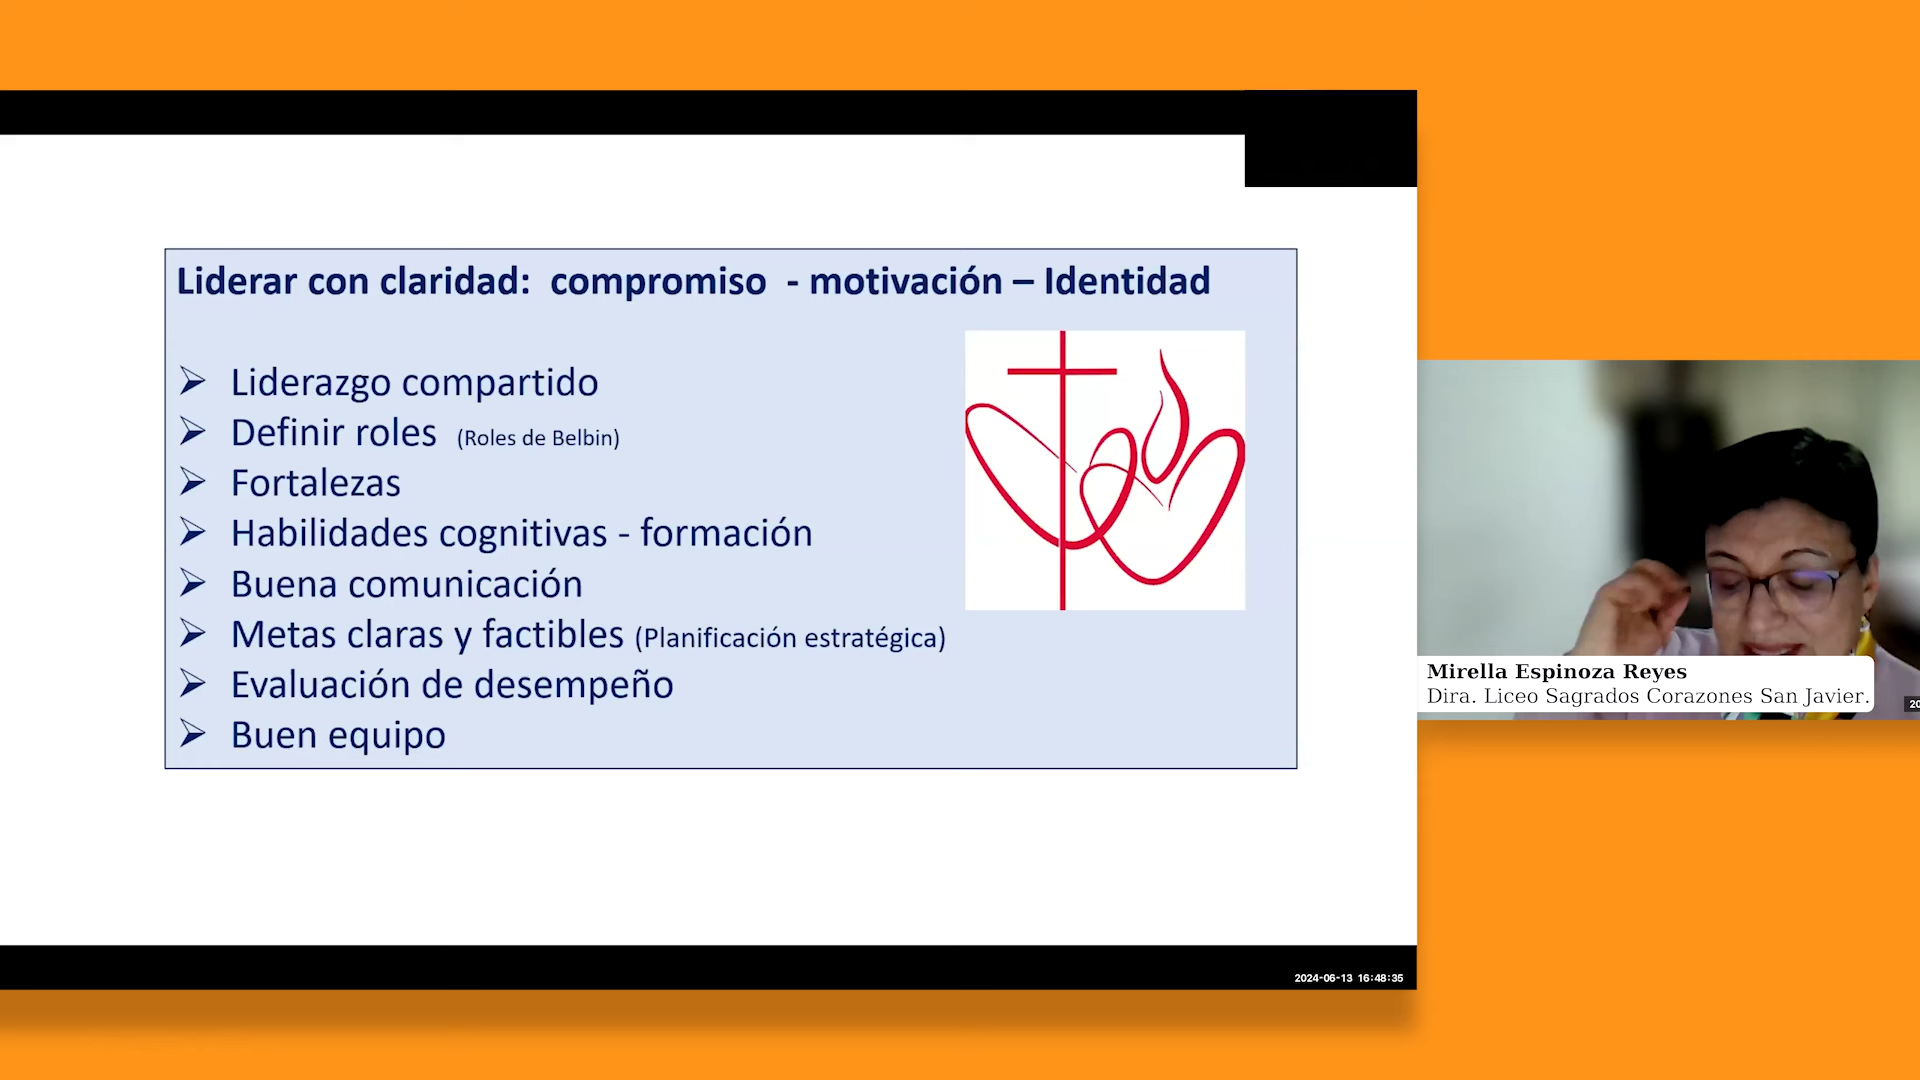 Liderar con claridad: compromiso - motivación – Identidad
Liderazgo compartido
Definir roles (Roles de Belbin)
Fortalezas
Habilidades cognitivas - formación
Buena comunicación
Metas claras y factibles (Planificación estratégica)
Evaluación de desempeño
Buen equipo
Mirella Espinoza Reyes
Dira. Liceo Sagrados Corazones San Javier.
20
2024-06-13 16:48:35